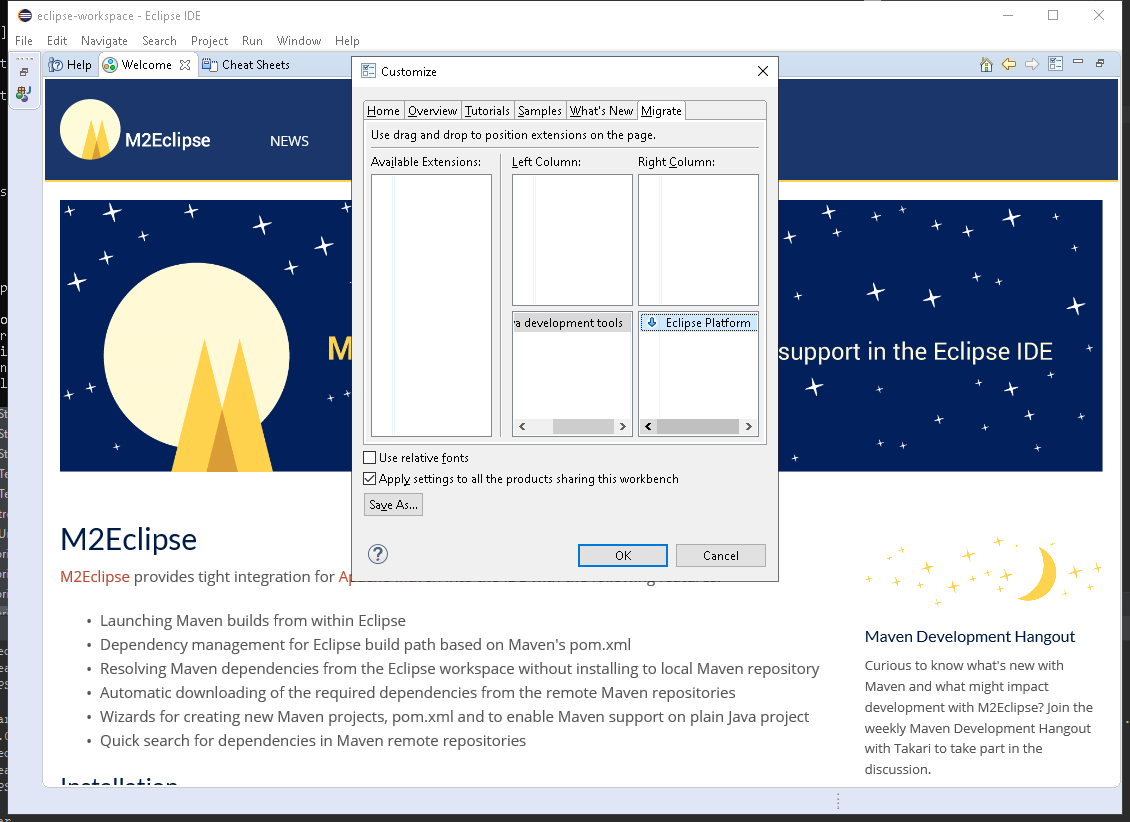 eclipse-workspace - Eclipse IDE
File Edit Navigate Search Project Run Window Help
Help Welcome Cheat Sheets
M2Eclipse
NEWS
support in the Eclipse IDE
Customize
Home Overview Tutorials Samples What's New Migrate
Use drag and drop to position extensions on the page.
Available Extensions: Left Column: Right Column:
a development tools
Eclipse Platform
Use relative fonts
Apply settings to all the products sharing this workbench
Save As...
OK Cancel
M2Eclipse
M2Eclipse provides tight integration for
• Launching Maven builds from within Eclipse
• Dependency management for Eclipse build path based on Maven's pom.xml
• Resolving Maven dependencies from the Eclipse workspace without installing to local Maven repository
• Automatic downloading of the required dependencies from the remote Maven repositories
• Wizards for creating new Maven projects, pom.xml and to enable Maven support on plain Java project
• Quick search for dependencies in Maven remote repositories
Installation
Maven Development Hangout
Curious to know what's new with
Maven and what might impact
development with M2Eclipse? Join the
weekly Maven Development Hangout
with Takari to take part in the
discussion.